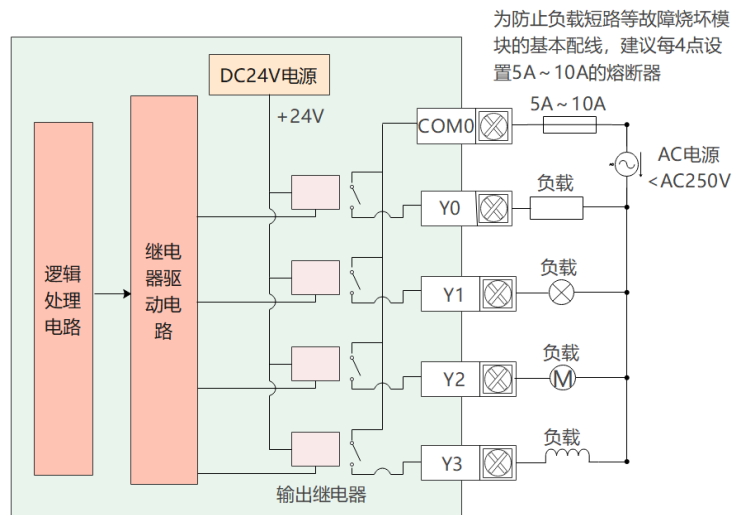 为防止负载短路等故障烧坏模
块的基本配线，建议每4点设
置5A～10A的熔断器
DC24V电源
+24V
5A～10A
COM0
AC电源
<AC250V
负载
Y0
逻辑
处理
电路
继电
器驱
动电
路
负载
Y1
负载
Y2
M
负载
Y3
输出继电器